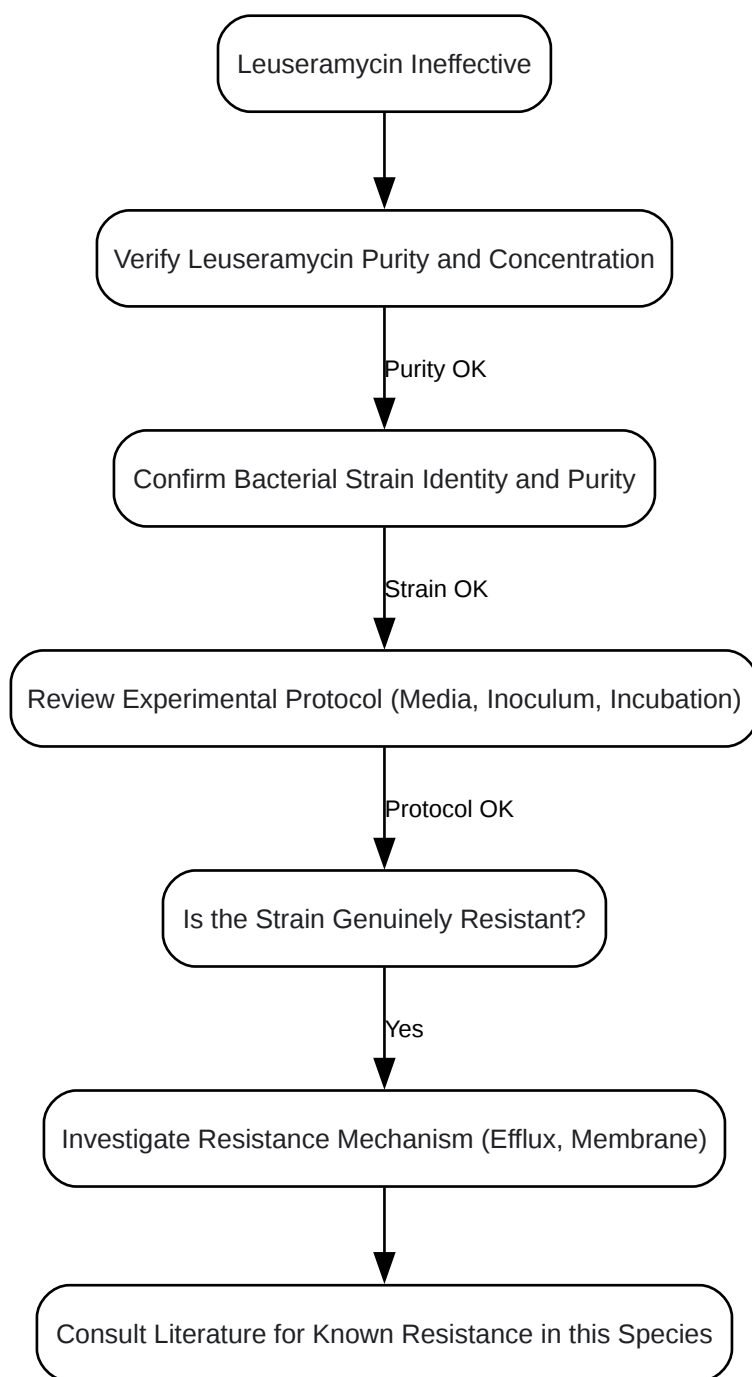 Leuseramycin Ineffective
Verify Leuseramycin Purity and Concentration
Purity OK
Confirm Bacterial Strain Identity and Purity
Strain OK
Review Experimental Protocol (Media, Inoculum, Incubation)
Protocol OK
Is the Strain Genuinely Resistant?
Yes
Investigate Resistance Mechanism (Efflux, Membrane)
Consult Literature for Known Resistance in this Species